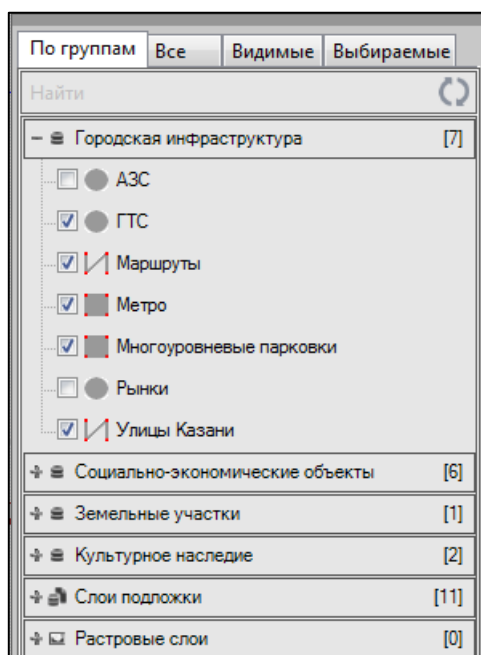 По группам Все Видимые Выбираемые
Найти
Городская инфраструктура [7]
АЗС
ГТС
Маршруты
Метро
Многоуровневые парковки
Рынки
Улицы Казани
Социально-экономические объекты [6]
Земельные участки [1]
Культурное наследие [2]
Слои подложки [11]
Растровые слои [0]